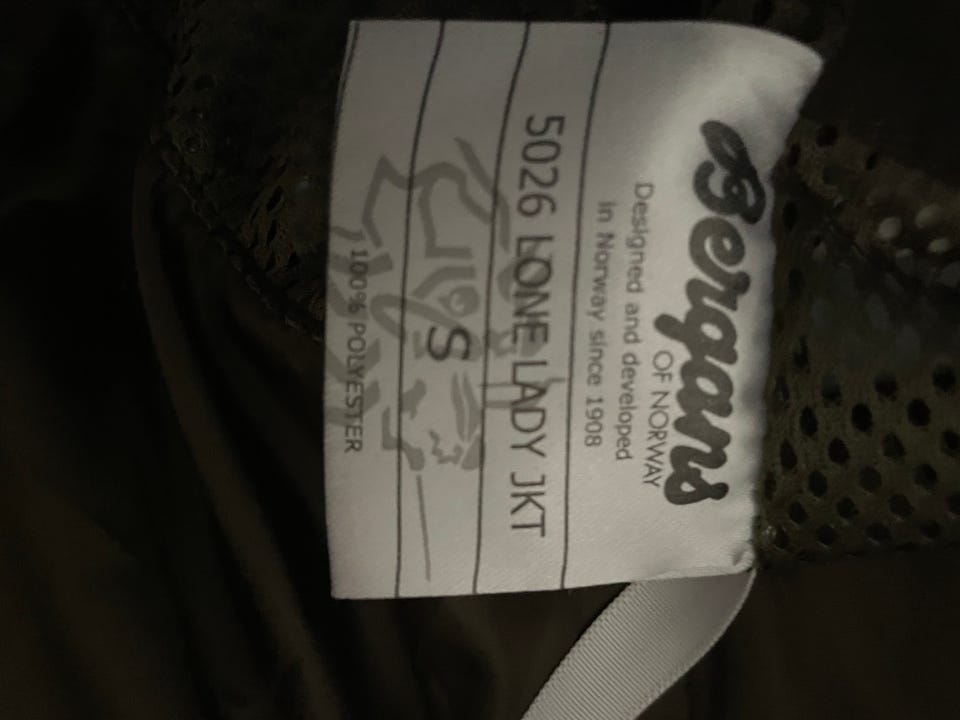 Bergans
OF NORWAY
Designed and developed
in Norway since 1908
5026 LONE LADY JKT
S
100% POLYESTER